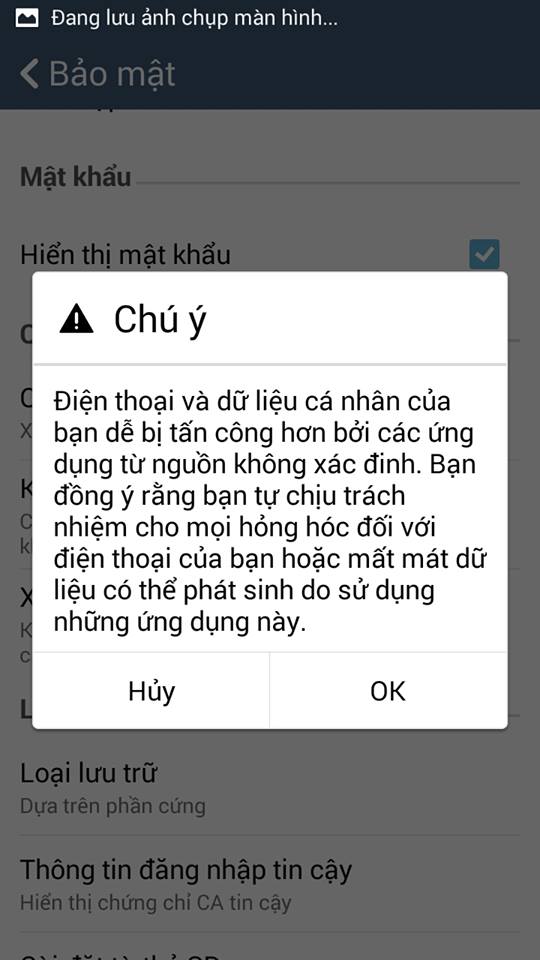 Đang lưu ảnh chụp màn hình...
Bảo mật
Mật khẩu
Hiển thị mật khẩu
Chú ý
Điện thoại và dữ liệu cá nhân của
bạn dễ bị tấn công hơn bởi các ứng
dụng từ nguồn không xác đinh. Bạn
đồng ý rằng bạn tự chịu trách
nhiệm cho mọi hỏng hóc đối với
điện thoại của bạn hoặc mất mát dữ
liệu có thể phát sinh do sử dụng
những ứng dụng này.
Hủy
OK
Loại lưu trữ
Dựa trên phần cứng
Thông tin đăng nhập tin cậy
Hiển thị chứng chỉ CA tin cậy